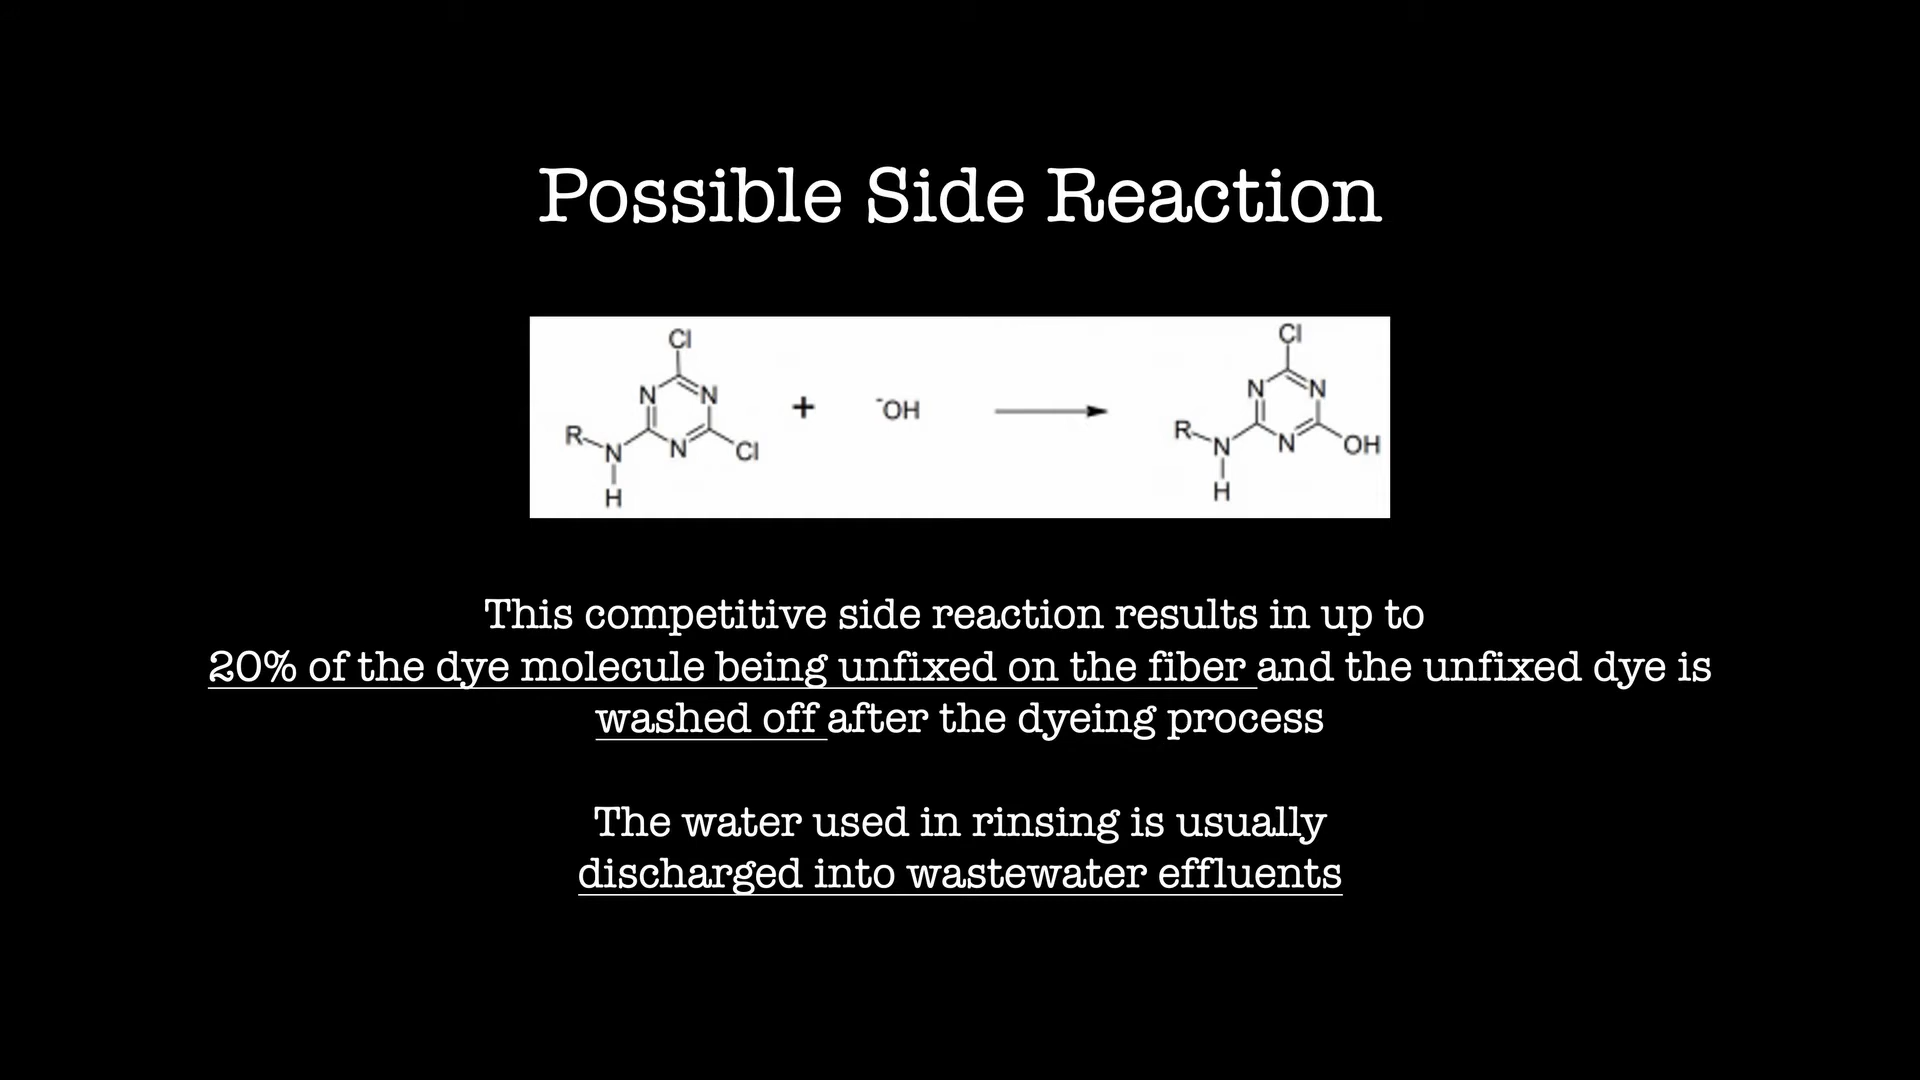 Possible Side Reaction
Cl
Cl
N
N
N
N
+
-OH
R
R
N
N
N
N
Cl
OH
H
H
This competitive side reaction results in up to
20% of the dye molecule being unfixed on the fiber and the unfixed dye is
washed off after the dyeing process
The water used in rinsing is usually
discharged into wastewater effluents